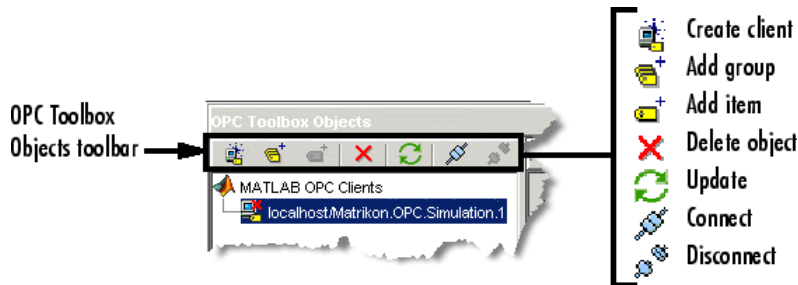 Create client
Add group
Add item
Delete object
Update
Connect
Disconnect
OPC Toolbox
Objects toolbar
OPC Toolbox Objects
MATLAB OPC Clients
localhost/Matrikon.OPC.Simulation.1